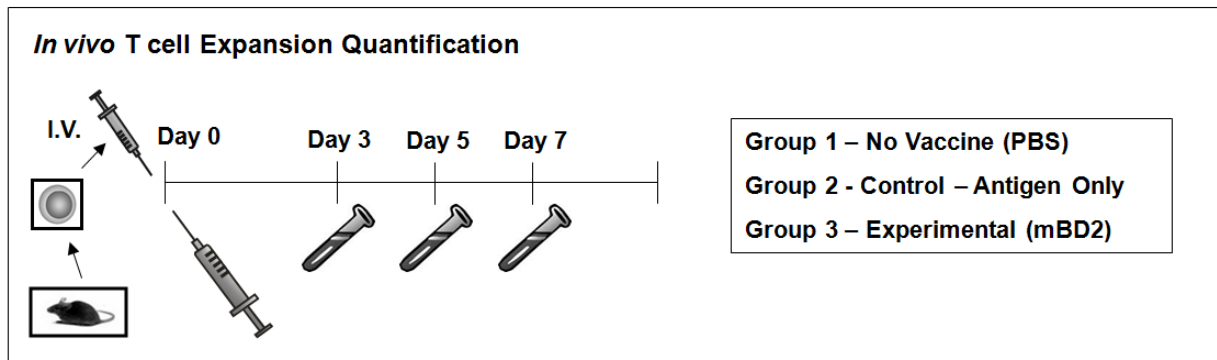 In vivo T cell Expansion Quantification
I.V.
Day 0
Day 3
Day 5
Day 7
Group 1 – No Vaccine (PBS)
Group 2 - Control – Antigen Only
Group 3 – Experimental (mBD2)